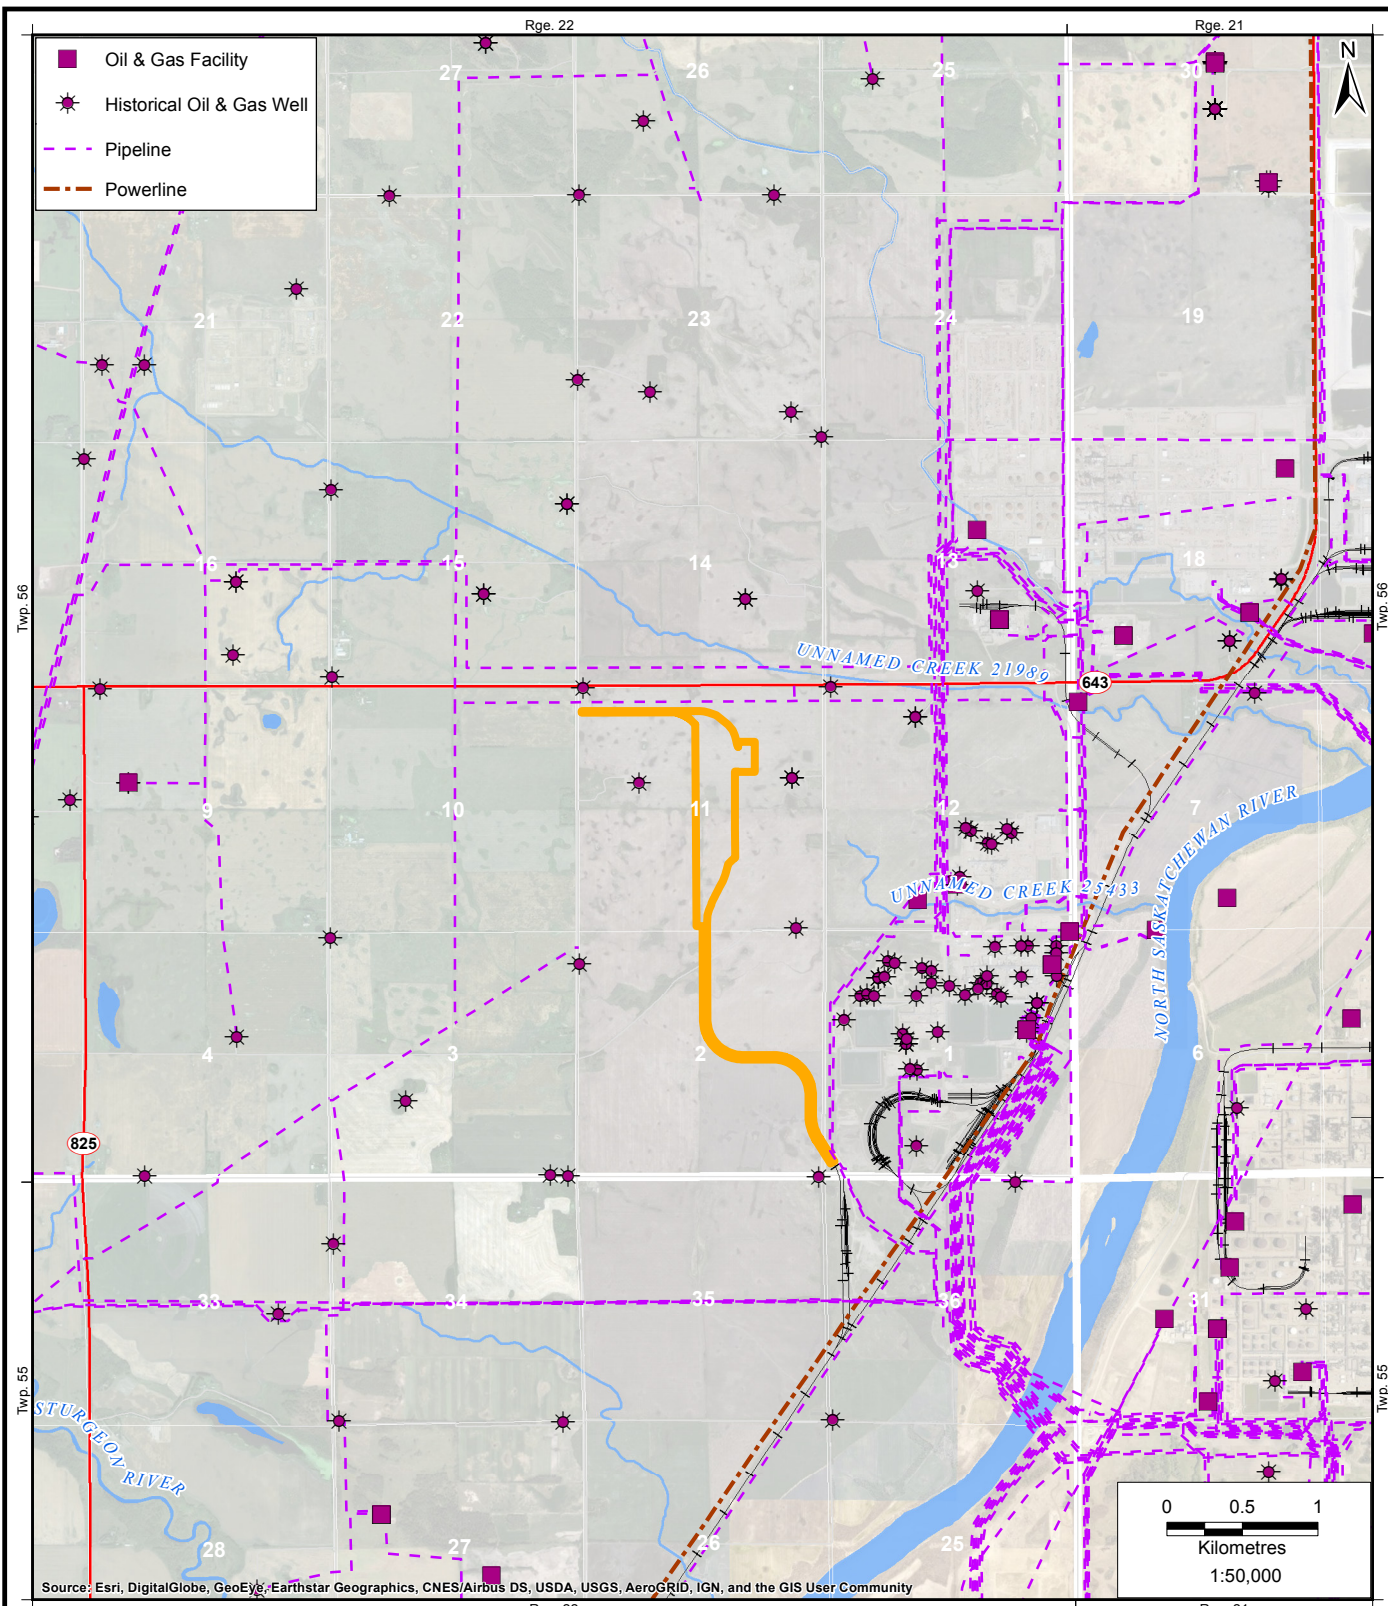 Rge. 22
Rge. 21
Oil & Gas Facility
Historical Oil & Gas Well
Pipeline
Powerline
N
27
26
25
30
21
22
23
24
19
16
15
14
13
18
Twp. 56
Twp. 56
UNNAMED CREEK 21989
643
9
10
11
12
7
UNNAMED CREEK 25433
NORTH SASKATCHEWAN RIVER
4
3
2
1
6
825
33
34
35
36
31
Twp. 55
Twp. 55
STURGEON RIVER
28
27
26
25
0 0.5 1
Kilometres
1:50,000
Source: Esri, DigitalGlobe, GeoEye, Earthstar Geographics, CNES/Airbus DS, USDA, USGS, AeroGRID, IGN, and the GIS User Community